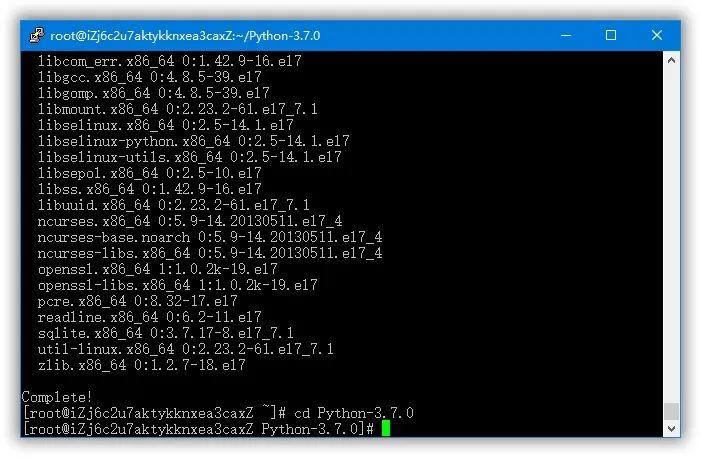 root@iZj6c2u7aktykknxea3caxZ:~/Python-3.7.0
libcom_err.x86_64 0:1.42.9-16.el7
libgcc.x86_64 0:4.8.5-39.el7
libgomp.x86_64 0:4.8.5-39.el7
libmount.x86_64 0:2.23.2-61.el7_7.1
libselinux.x86_64 0:2.5-14.1.el7
libselinux-python.x86_64 0:2.5-14.1.el7
libselinux-utils.x86_64 0:2.5-14.1.el7
libsepol.x86_64 0:2.5-10.el7
libss.x86_64 0:1.42.9-16.el7
libuuid.x86_64 0:2.23.2-61.el7_7.1
ncurses.x86_64 0:5.9-14.20130511.el7_4
ncurses-base.noarch 0:5.9-14.20130511.el7_4
ncurses-libs.x86_64 0:5.9-14.20130511.el7_4
openssl.x86_64 1:1.0.2k-19.el7
openssl-libs.x86_64 1:1.0.2k-19.el7
pcre.x86_64 0:8.32-17.el7
readline.x86_64 0:6.2-11.el7
sqlite.x86_64 0:3.7.17-8.el7_7.1
util-linux.x86_64 0:2.23.2-61.el7_7.1
zlib.x86_64 0:1.2.7-18.el7
Complete!
[root@iZj6c2u7aktykknxea3caxZ ~]# cd Python-3.7.0
[root@iZj6c2u7aktykknxea3caxZ Python-3.7.0]#